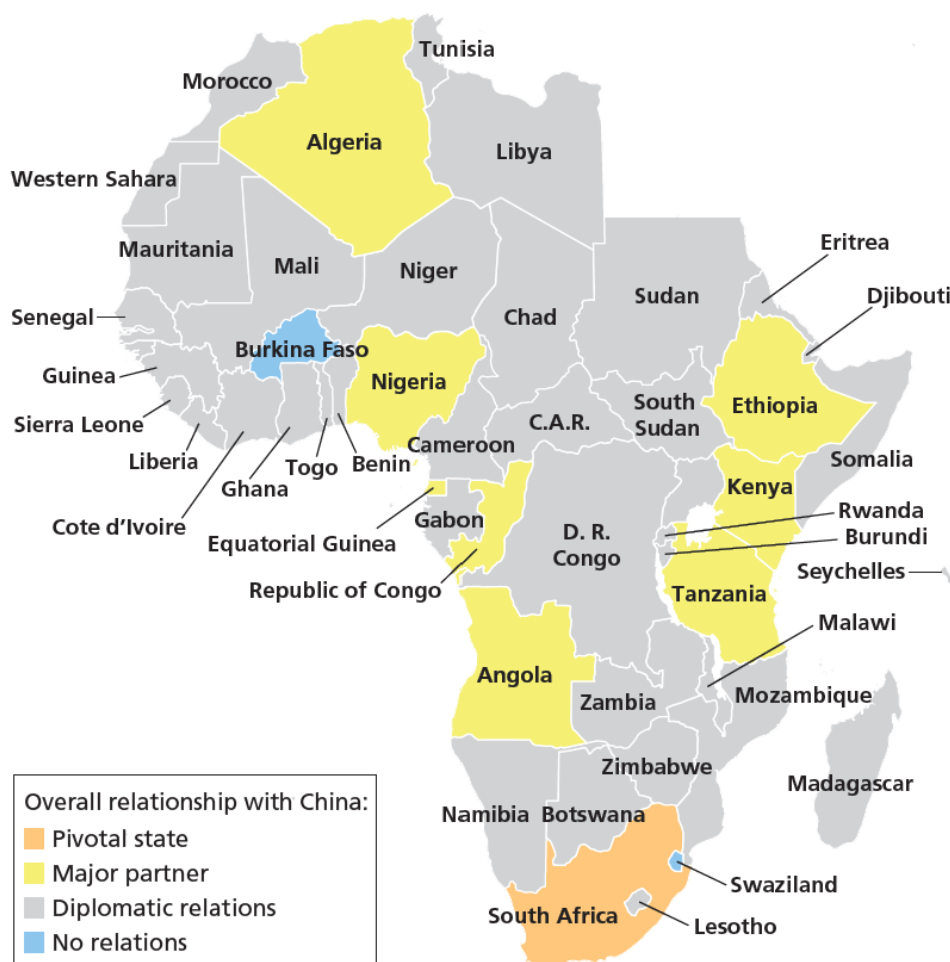 Tunisia
Morocco
Algeria
Libya
Western Sahara
Mauritania
Mali
Niger
Eritrea
Sudan
Djibouti
Chad
Senegal
Burkina Faso
Guinea
Nigeria
Ethiopia
South
Sudan
C.A.R.
Sierra Leone
Cameroon
Somalia
Liberia
Togo
Benin
Ghana
Kenya
Rwanda
Cote d’Ivoire
Gabon
D. R.
Congo
Equatorial Guinea
Burundi
Seychelles
Republic of Congo
Tanzania
Malawi
Angola
Zambia
Mozambique
Zimbabwe
Madagascar
Namibia
Botswana
Swaziland
South Africa
Lesotho
Overall relationship with China:
Pivotal state
Major partner
Diplomatic relations
No relations